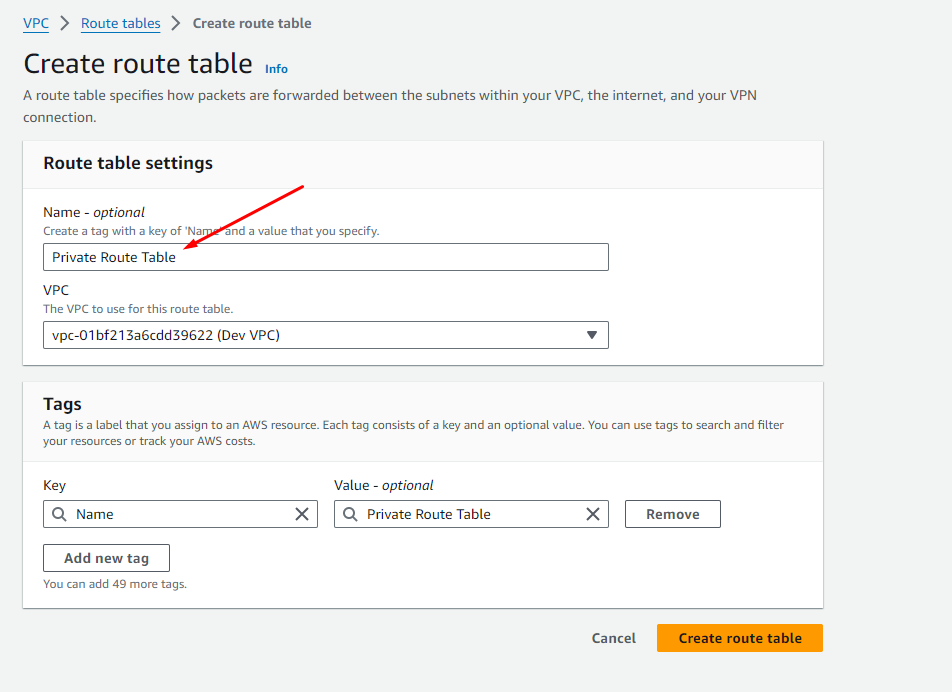 VPC > Route tables > Create route table
Create route table Info
A route table specifies how packets are forwarded between the subnets within your VPC, the internet, and your VPN
connection.
Route table settings
Name - optional
Create a tag with a key of 'Name' and a value that you specify.
Private Route Table
VPC
The VPC to use for this route table.
vpc-01bf213a6cdd39622 (Dev VPC)
Tags
A tag is a label that you assign to an AWS resource. Each tag consists of a key and an optional value. You can use tags to search and filter
your resources or track your AWS costs.
Key Value - optional
Name Private Route Table Remove
Add new tag
You can add 49 more tags.
Cancel Create route table